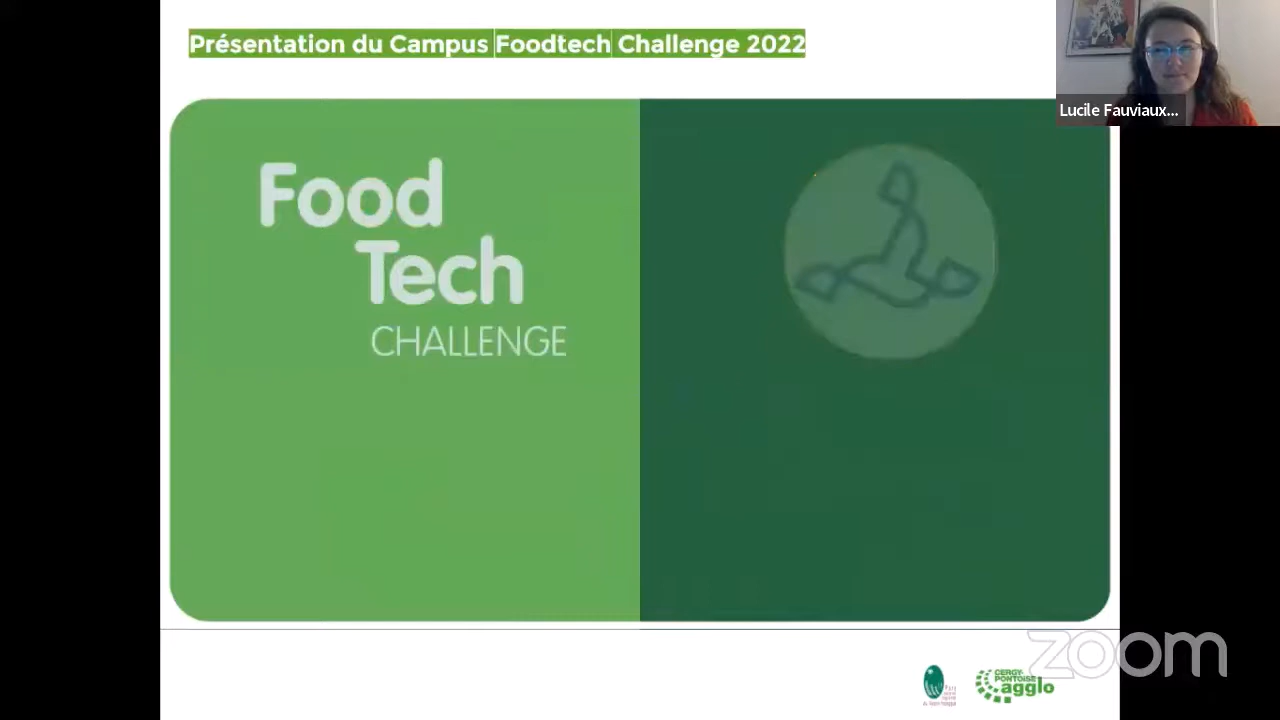 Présentation du Campus Foodtech Challenge 2022
Lucile Fauviaux...
Food
Tech
CHALLENGE
zoom
CERGY-
PONTOISE
agglo